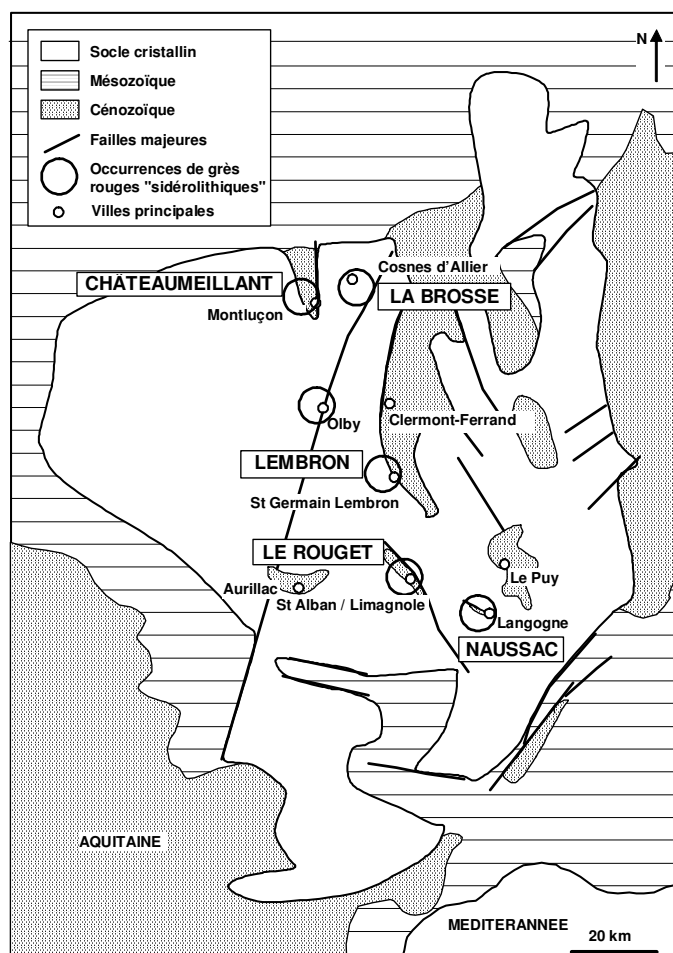 N
Socle cristallin
Mésozoïque
Cénozoïque
Failles majeures
Occurrences de grès
rouges "sidérolithiques"
Villes principales
CHÂTEAUMEILLANT
Cosnes d'Allier
LA BROSSE
Montluçon
Olby
Clermont-Ferrand
LEMBRON
St Germain Lembron
LE ROUGET
Le Puy
Aurillac
St Alban / Limagnole
Langogne
NAUSSAC
AQUITAINE
MEDITERANNEE
20 km